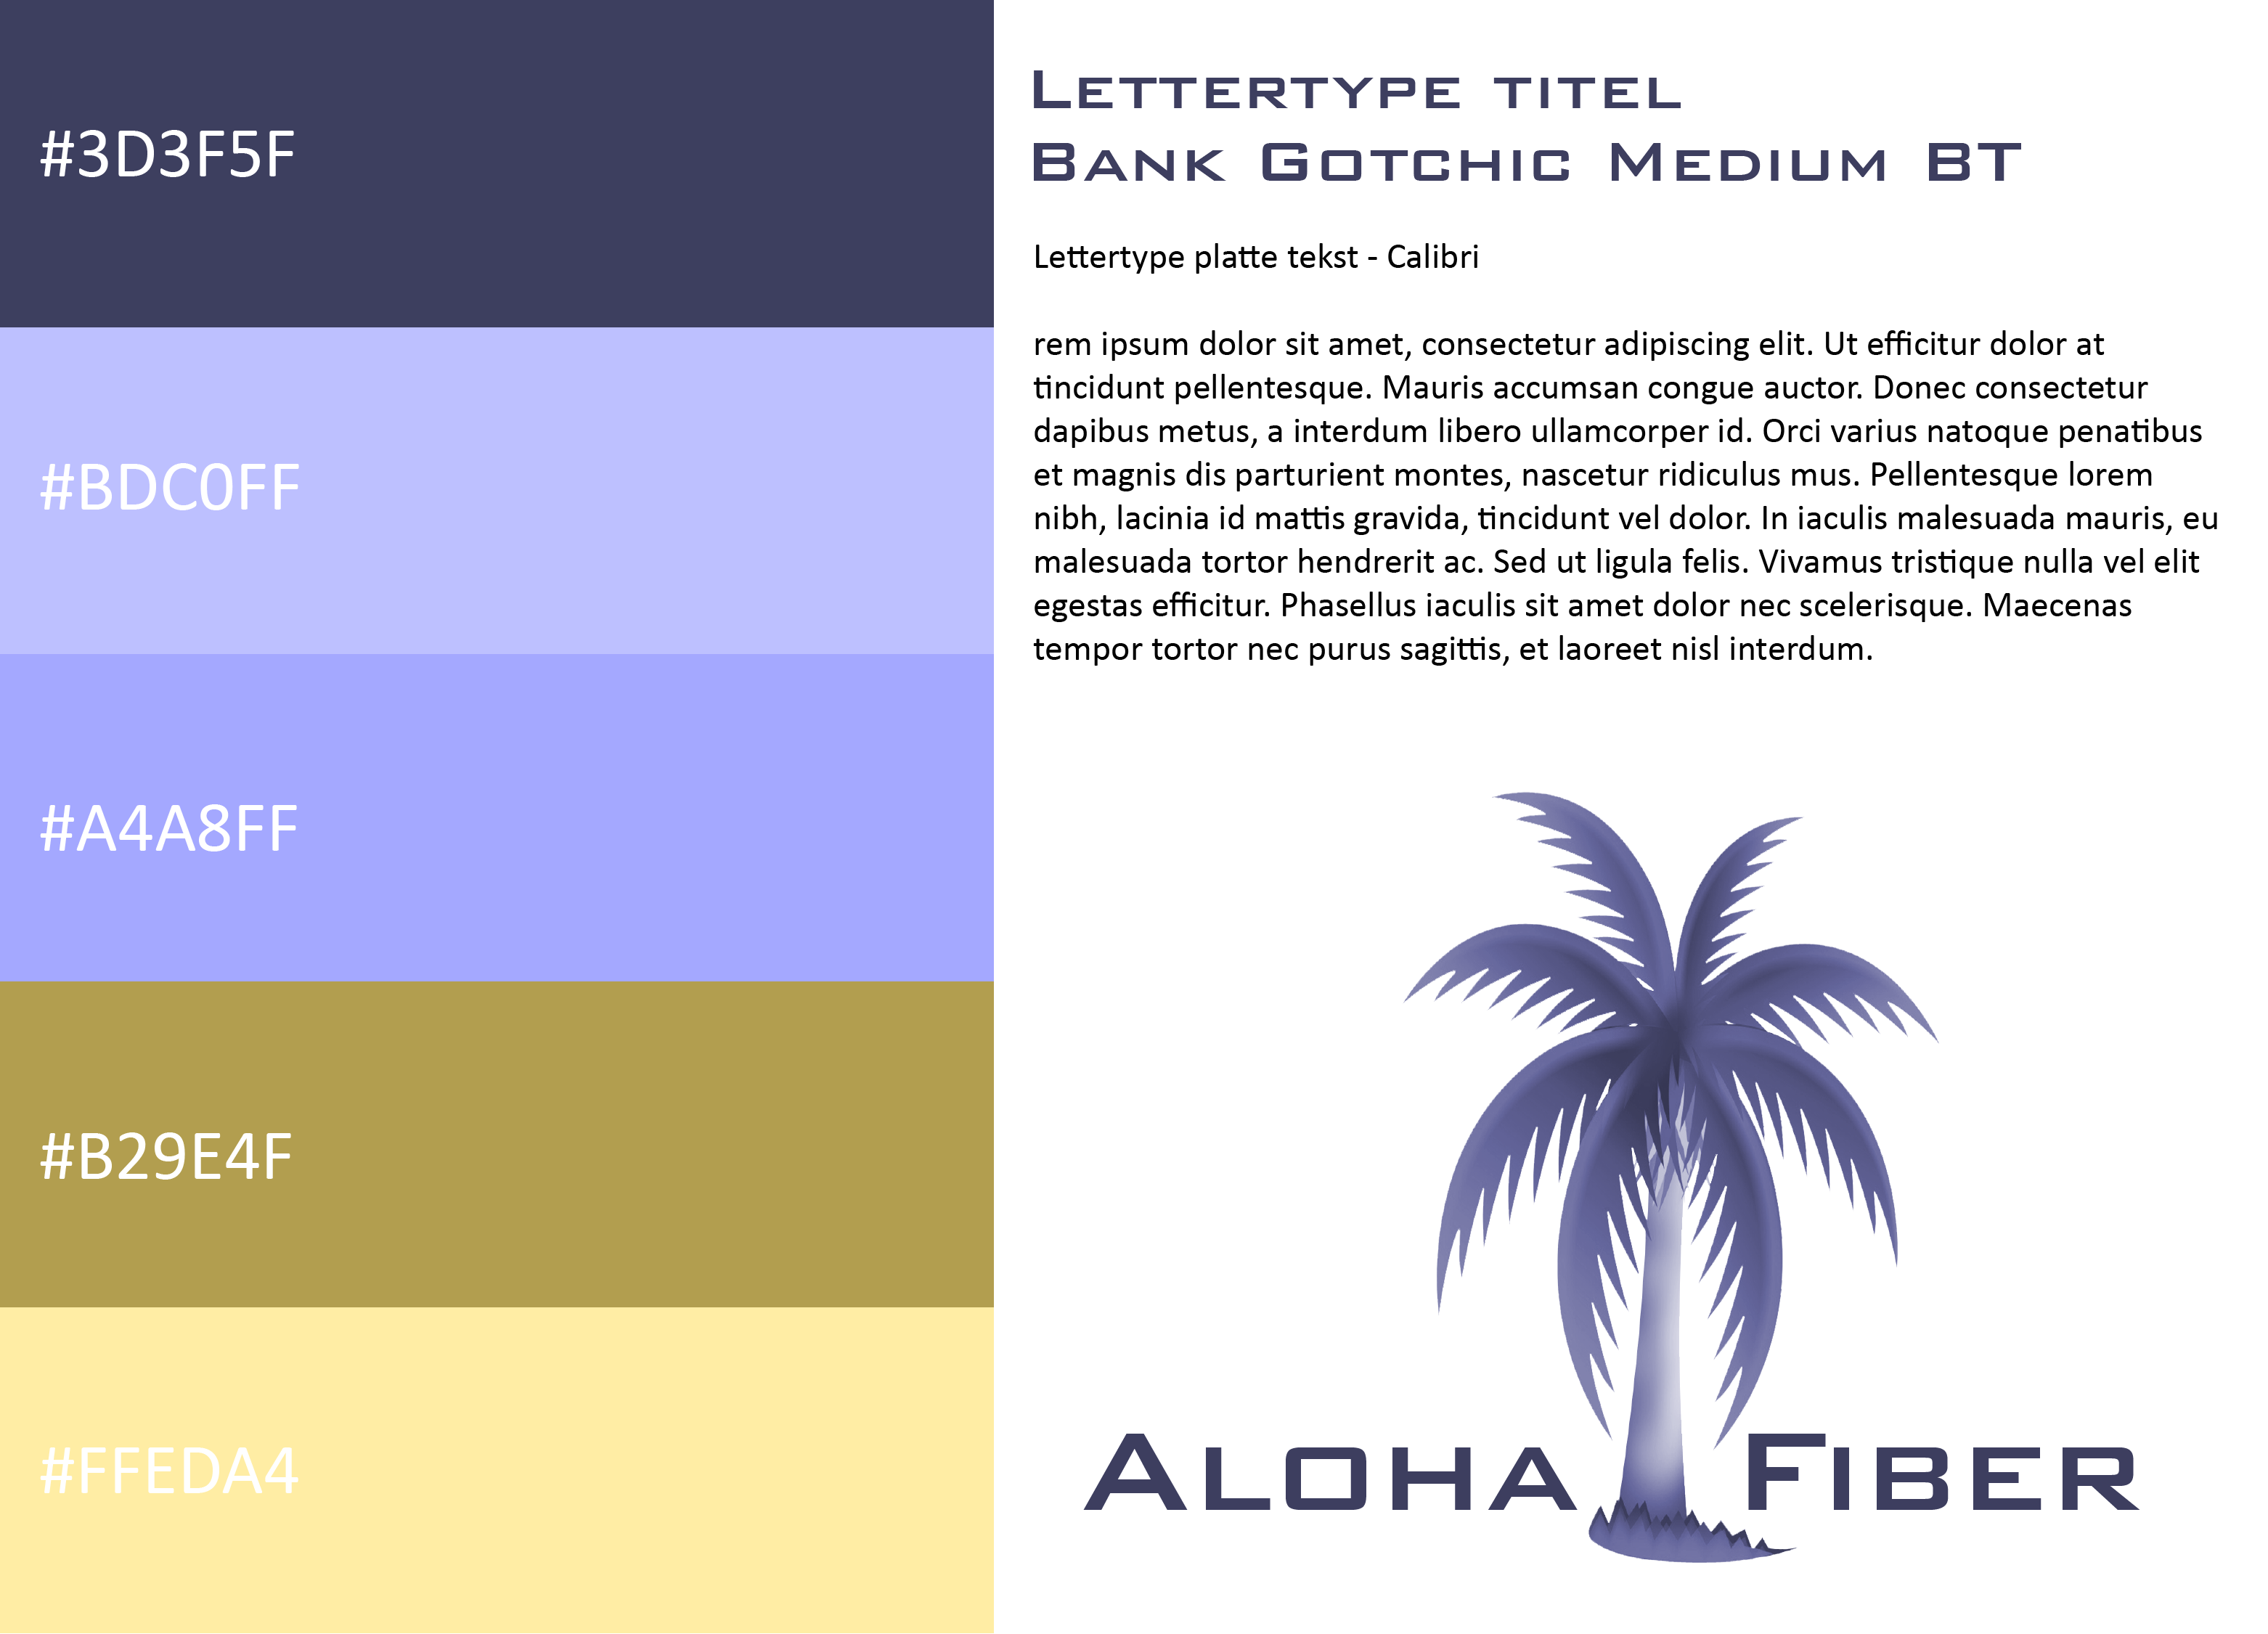 #3D3F5F
#BDC0FF
#A4A8FF
#B29E4F
#FFEDA4
Lettertype titel
Bank Gotchic Medium BT
Lettertype platte tekst - Calibri
rem ipsum dolor sit amet, consectetur adipiscing elit. Ut efficitur dolor at
tincidunt pellentesque. Mauris accumsan congue auctor. Donec consectetur
dapibus metus, a interdum libero ullamcorper id. Orci varius natoque penatibus
et magnis dis parturient montes, nascetur ridiculus mus. Pellentesque lorem
nibh, lacinia id mattis gravida, tincidunt vel dolor. In iaculis malesuada mauris, eu
malesuada tortor hendrerit ac. Sed ut ligula felis. Vivamus tristique nulla vel elit
egestas efficitur. Phasellus iaculis sit amet dolor nec scelerisque. Maecenas
tempor tortor nec purus sagittis, et laoreet nisl interdum.
Aloha Fiber